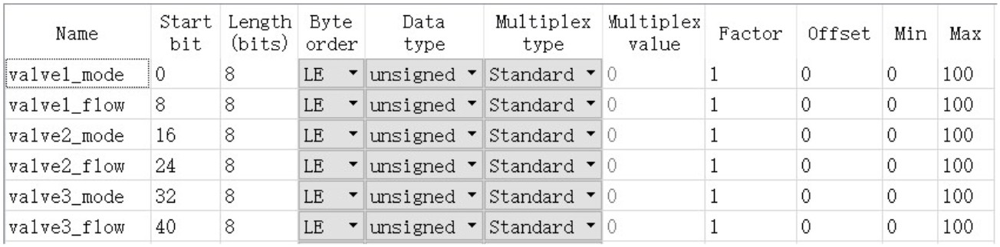 Name Start bit Length (bits) Byte order Data type Multiplex type Multiplex value Factor Offset Min Max
valve1_mode 0 8 LE unsigned Standard 0 1 0 0 100
valve1_flow 8 8 LE unsigned Standard 0 1 0 0 100
valve2_mode 16 8 LE unsigned Standard 0 1 0 0 100
valve2_flow 24 8 LE unsigned Standard 0 1 0 0 100
valve3_mode 32 8 LE unsigned Standard 0 1 0 0 100
valve3_flow 40 8 LE unsigned Standard 0 1 0 0 100